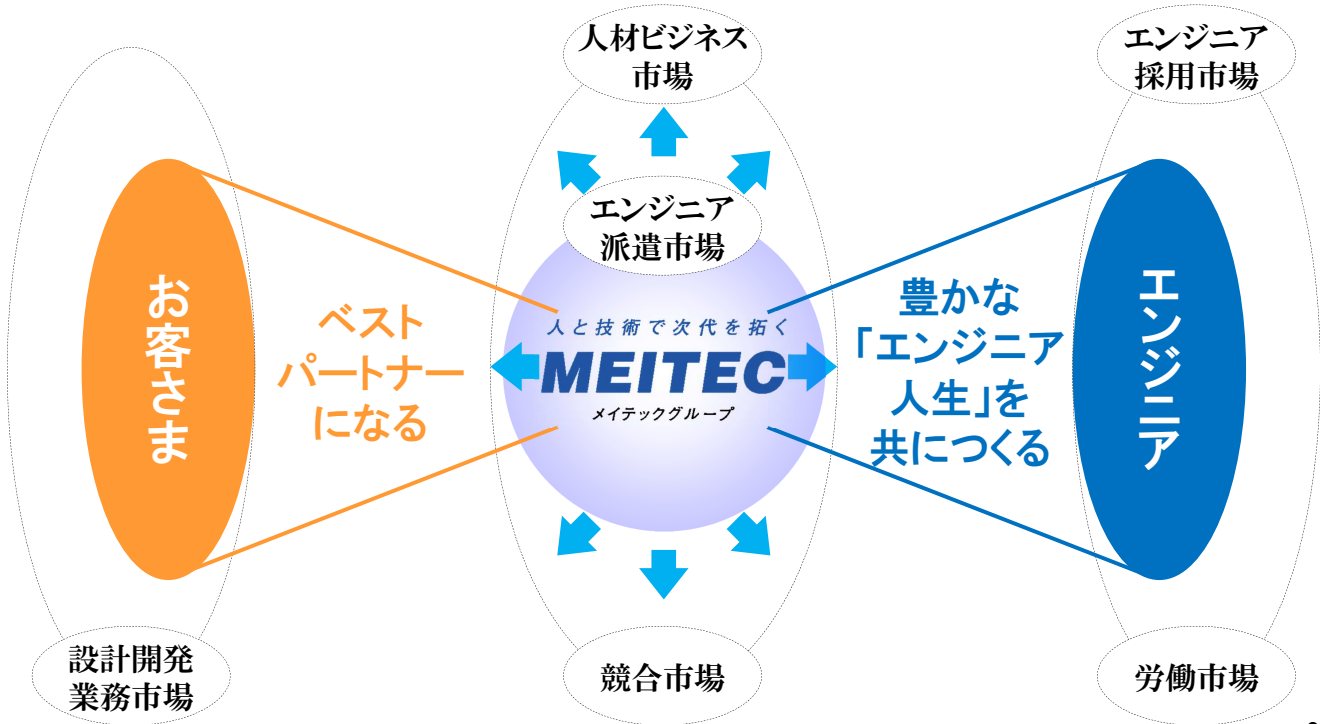 人材ビジネス
市場
エンジニア
採用市場
エンジニア
派遣市場
お客さま
ベスト
パートナー
になる
人と技術で次代を拓く
MEITEC
メイテックグループ
豊かな
「エンジニア
人生」を
共につくる
エンジニア
設計開発
業務市場
競合市場
労働市場